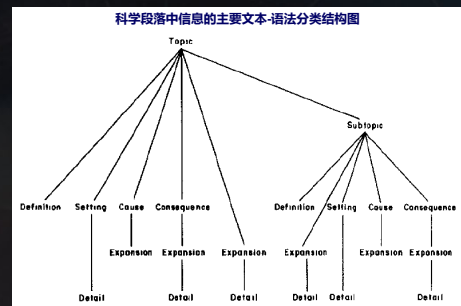 科学段落中信息的主要文本-语法分类结构图
Topic
Subtopic
Definition Setting Cause Consequence Definition Setting Cause Consequence
Expansion Expansion Expansion Expansion Expansion Expansion
Detail Detail Detail Detail Detail Detail